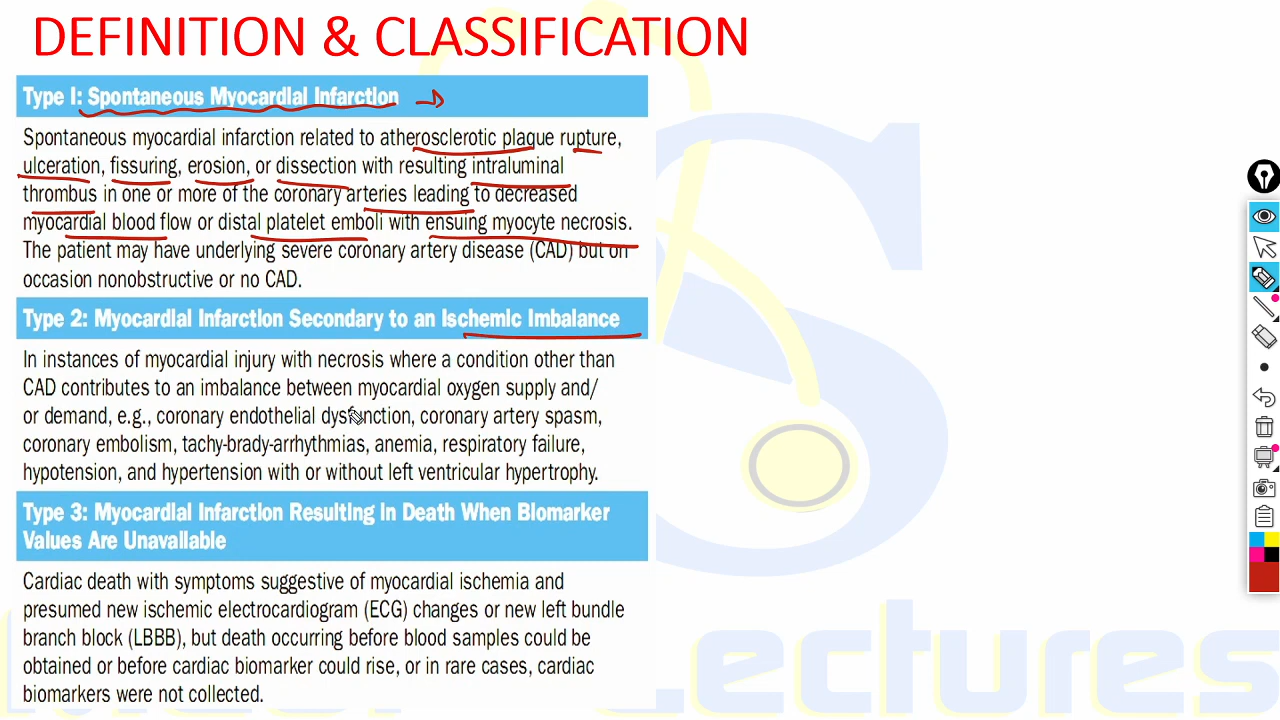 DEFINITION & CLASSIFICATION
Type 1: Spontaneous Myocardial Infarction
Spontaneous myocardial infarction related to atherosclerotic plaque rupture,
ulceration, fissuring, erosion, or dissection with resulting intraluminal
thrombus in one or more of the coronary arteries leading to decreased
myocardial blood flow or distal platelet emboli with ensuing myocyte necrosis.
The patient may have underlying severe coronary artery disease (CAD) but on
occasion nonobstructive or no CAD.
Type 2: Myocardial Infarction Secondary to an Ischemic Imbalance
In instances of myocardial injury with necrosis where a condition other than
CAD contributes to an imbalance between myocardial oxygen supply and/
or demand, e.g., coronary endothelial dysfunction, coronary artery spasm,
coronary embolism, tachy-brady-arrhythmias, anemia, respiratory failure,
hypotension, and hypertension with or without left ventricular hypertrophy.
Type 3: Myocardial Infarction Resulting in Death When Biomarker
Values Are Unavailable
Cardiac death with symptoms suggestive of myocardial ischemia and
presumed new ischemic electrocardiogram (ECG) changes or new left bundle
branch block (LBBB), but death occurring before blood samples could be
obtained or before cardiac biomarker could rise, or in rare cases, cardiac
biomarkers were not collected.
Lectures